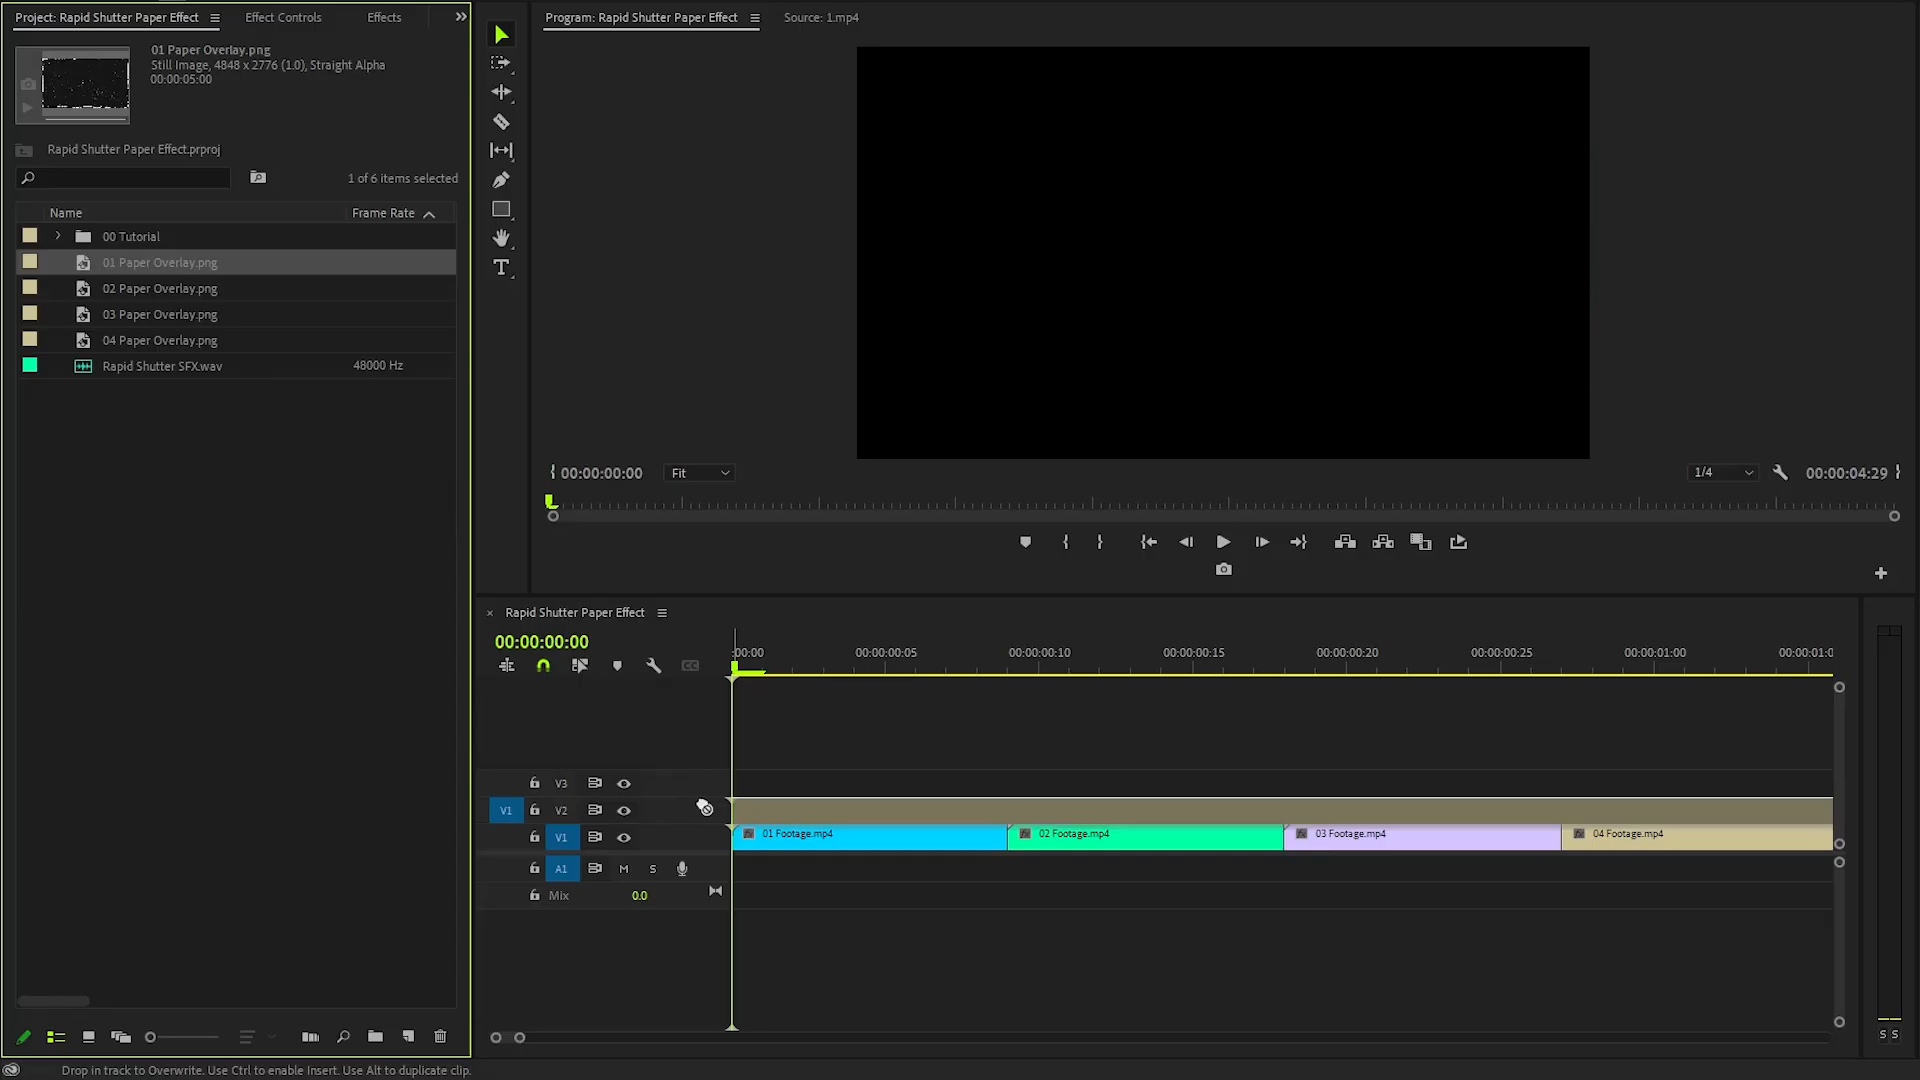 Project: Rapid Shutter Paper Effect
Effect Controls
Effects
Program: Rapid Shutter Paper Effect
Source: 1.mp4
01 Paper Overlay.png
Still Image, 4848 x 2776 (1.0), Straight Alpha
00:00:05:00
Rapid Shutter Paper Effect.prproj
1 of 6 items selected
Name
Frame Rate
00 Tutorial
01 Paper Overlay.png
02 Paper Overlay.png
03 Paper Overlay.png
04 Paper Overlay.png
Rapid Shutter SFX.wav
48000 Hz
T
00:00:00:00
Fit
1/4
00:00:04:29
Rapid Shutter Paper Effect
00:00:00:00
:00:00
00:00:00:05
00:00:00:10
00:00:00:15
00:00:00:20
00:00:00:25
00:00:01:00
00:00:01:0
CC
V3
V1
V2
V1
01 Footage.mp4
02 Footage.mp4
03 Footage.mp4
04 Footage.mp4
A1
M
S
Mix
0.0
S S
Drop in track to Overwrite. Use Ctrl to enable Insert. Use Alt to duplicate clip.